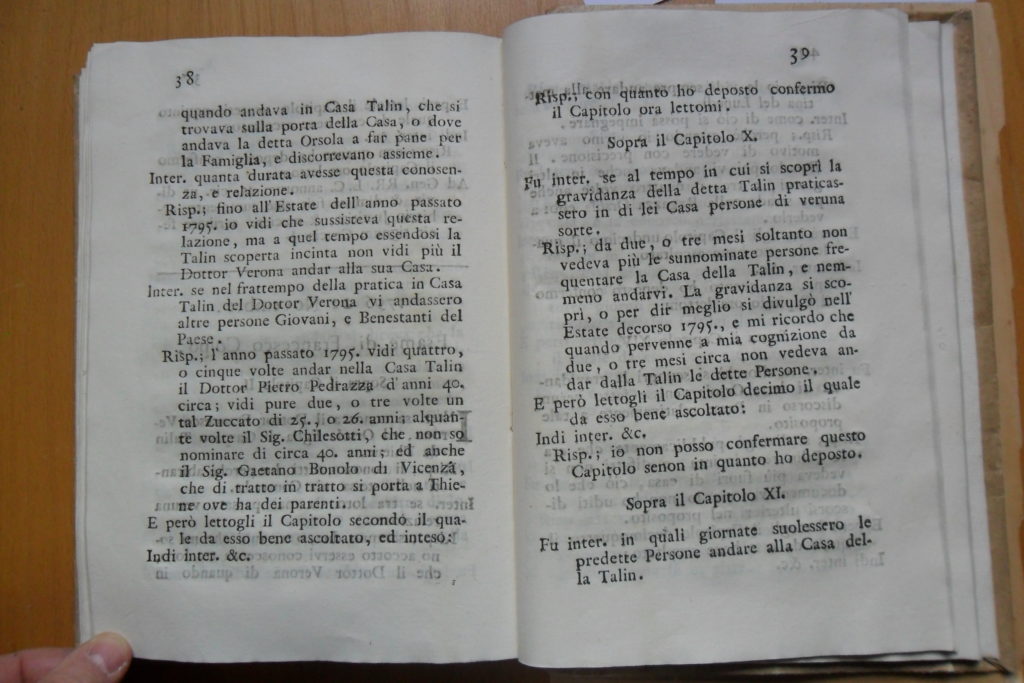 38
quando andava in Casa Talin, che si
trovava sulla porta della Casa, o dove
andava la detta Orsola a far pane per
la Famiglia, e discorrevano assieme.
Inter. quanta durata avesse questa conosen-
za, e relazione.
Risp.; fino all'Estate dell'anno passato
1795. io vidi che sussisteva questa re-
lazione, ma a quel tempo essendosi la
Talin scoperta incinta non vidi più il
Dottor Verona andar alla sua Casa.
Inter. se nel frattempo della pratica in Casa
Talin del Dottor Verona vi andassero
altre persone Giovani, e Benestanti del
Paese.
Risp.; l'anno passato 1795. vidi quattro,
o cinque volte andar nella Casa Talin
il Dottor Pietro Pedrazza d'anni 40.
circa; vidi pure due, o tre volte un
tal Zuccato di 25., o 26. anni; alquan-
te volte il Sig. Chilesotti, che non so
nominare di circa 40. anni; ed anche
il Sig. Gaetano Bonolo di Vicenza,
che di tratto in tratto si porta a Thie-
ne ove ha dei parenti.
E però lettogli il Capitolo secondo il qua-
le da esso bene ascoltato, ed inteso:
Indi inter. &c.
39
Risp.; con quanto ho deposto confermo
il Capitolo ora lettomi.
Sopra il Capitolo X.
Fu inter. se al tempo in cui si scoprì la
gravidanza della detta Talin praticas-
sero in di lei Casa persone di veruna
sorte.
Risp.; da due, o tre mesi soltanto non
vedeva più le sunnominate persone fre-
quentare la Casa della Talin, e nem-
meno andarvi. La gravidanza si sco-
prì, o per dir meglio si divulgò nell'
Estate decorso 1795., e mi ricordo che
quando pervenne a mia cognizione da
due, o tre mesi circa non vedeva an-
dar dalla Talin le dette Persone.
E però lettogli il Capitolo decimo il quale
da esso bene ascoltato:
Indi inter. &c.
Risp.; io non posso confermare questo
Capitolo senon in quanto ho deposto.
Sopra il Capitolo XI.
Fu inter. in quali giornate suolessero le
predette Persone andare alla Casa del-
la Talin.